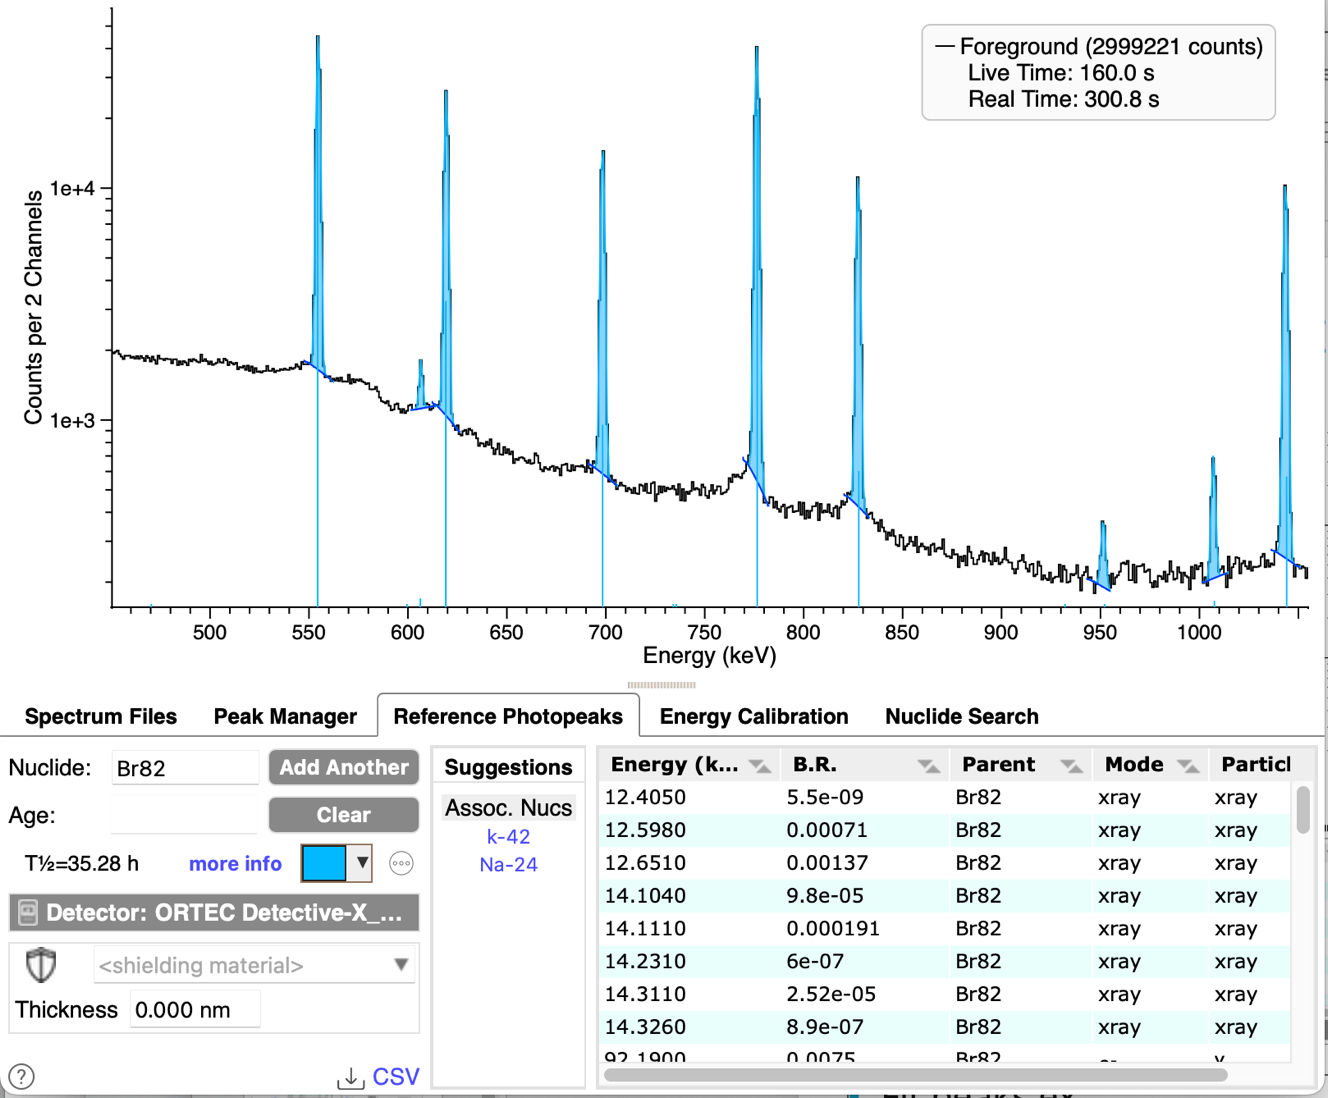 Foreground (2999221 counts)
Live Time: 160.0 s
Real Time: 300.8 s
Counts per 2 Channels
1e+4
1e+3
500 550 600 650 700 750 800 850 900 950 1000
Energy (keV)
Spectrum Files Peak Manager Reference Photopeaks Energy Calibration Nuclide Search
Nuclide: Br82 Add Another
Age: Clear
T½=35.28 h more info
Detector: ORTEC Detective-X_...
<shielding material>
Thickness 0.000 nm
? CSV
Suggestions
Assoc. Nucs
k-42
Na-24
Energy (k... B.R. Parent Mode Particl
12.4050 5.5e-09 Br82 xray xray
12.5980 0.00071 Br82 xray xray
12.6510 0.00137 Br82 xray xray
14.1040 9.8e-05 Br82 xray xray
14.1110 0.000191 Br82 xray xray
14.2310 6e-07 Br82 xray xray
14.3110 2.52e-05 Br82 xray xray
14.3260 8.9e-07 Br82 xray xray
92.1900 0.0075 Br82